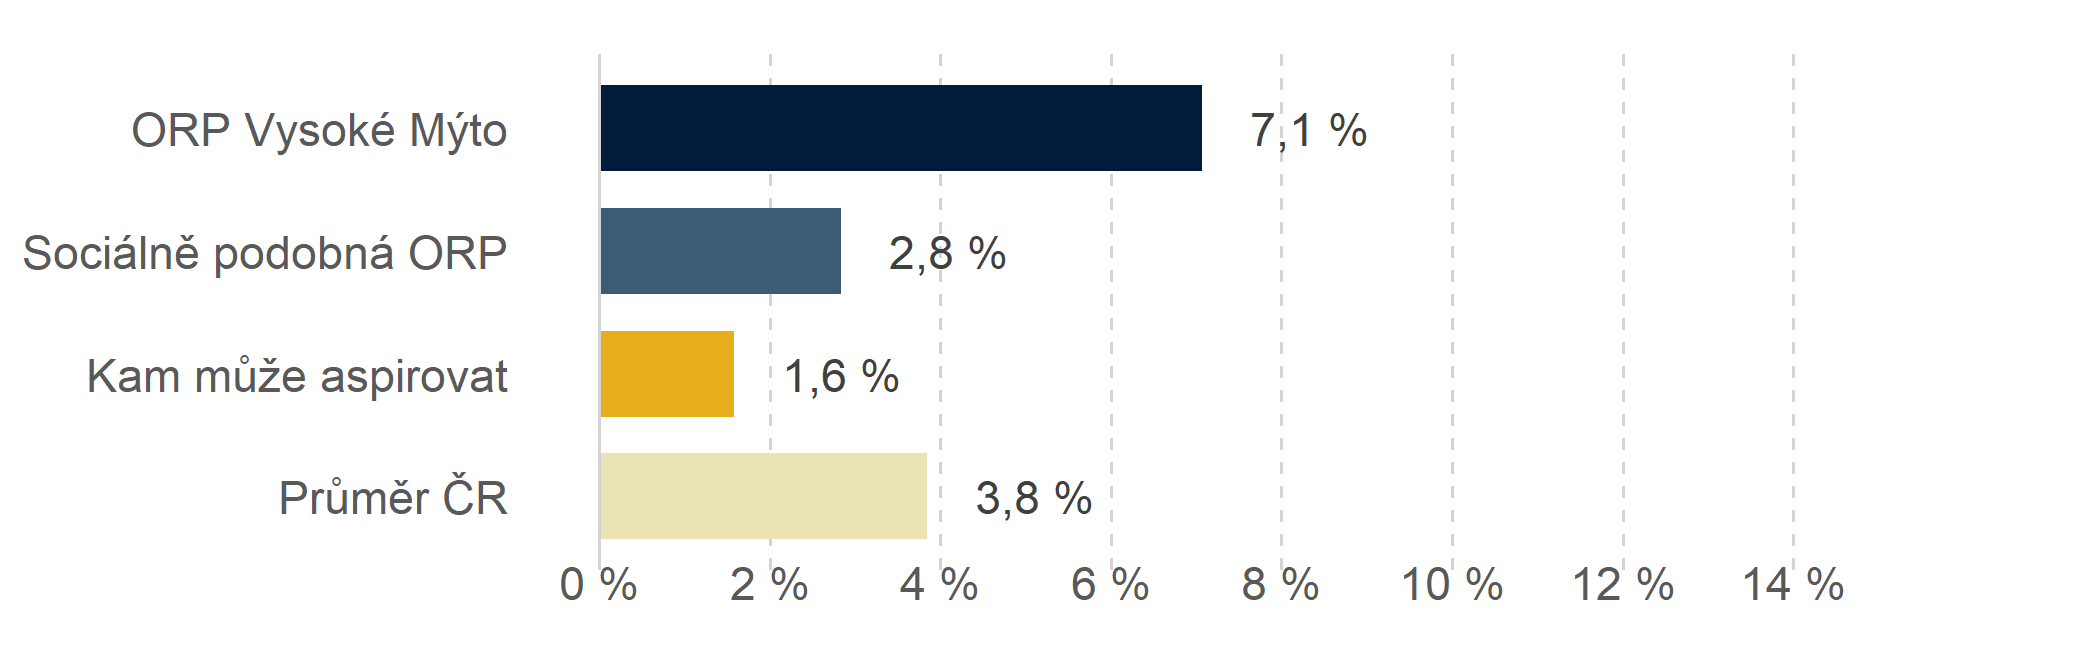 ORP Vysoké Mýto
7,1 %
Sociálně podobná ORP
2,8 %
Kam může aspirovat
1,6 %
Průměr ČR
3,8 %
0 % 2 % 4 % 6 % 8 % 10 % 12 % 14 %